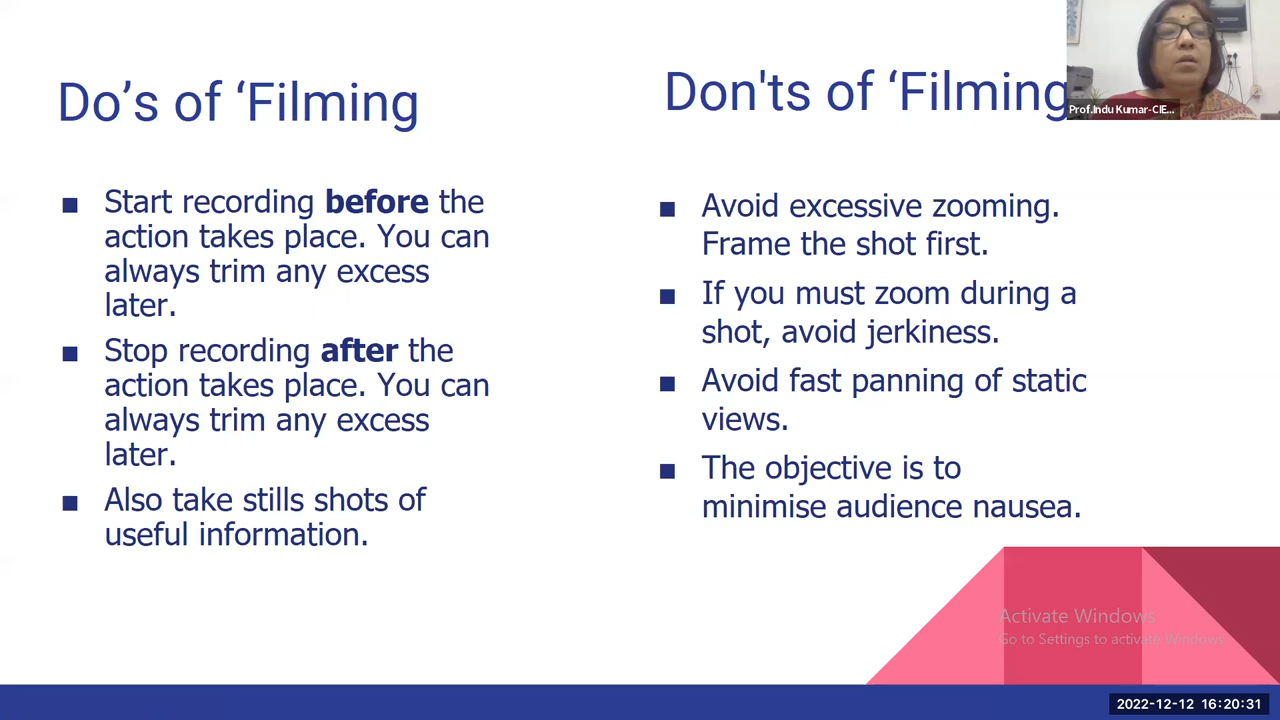 Do’s of ‘Filming
Start recording before the
action takes place. You can
always trim any excess
later.
Stop recording after the
action takes place. You can
always trim any excess
later.
Also take stills shots of
useful information.
Don'ts of ‘Filming
Avoid excessive zooming.
Frame the shot first.
If you must zoom during a
shot, avoid jerkiness.
Avoid fast panning of static
views.
The objective is to
minimise audience nausea.
Prof.Indu Kumar-CIE...
Activate Windows
Go to Settings to activate Windows.
2022-12-12 16:20:31